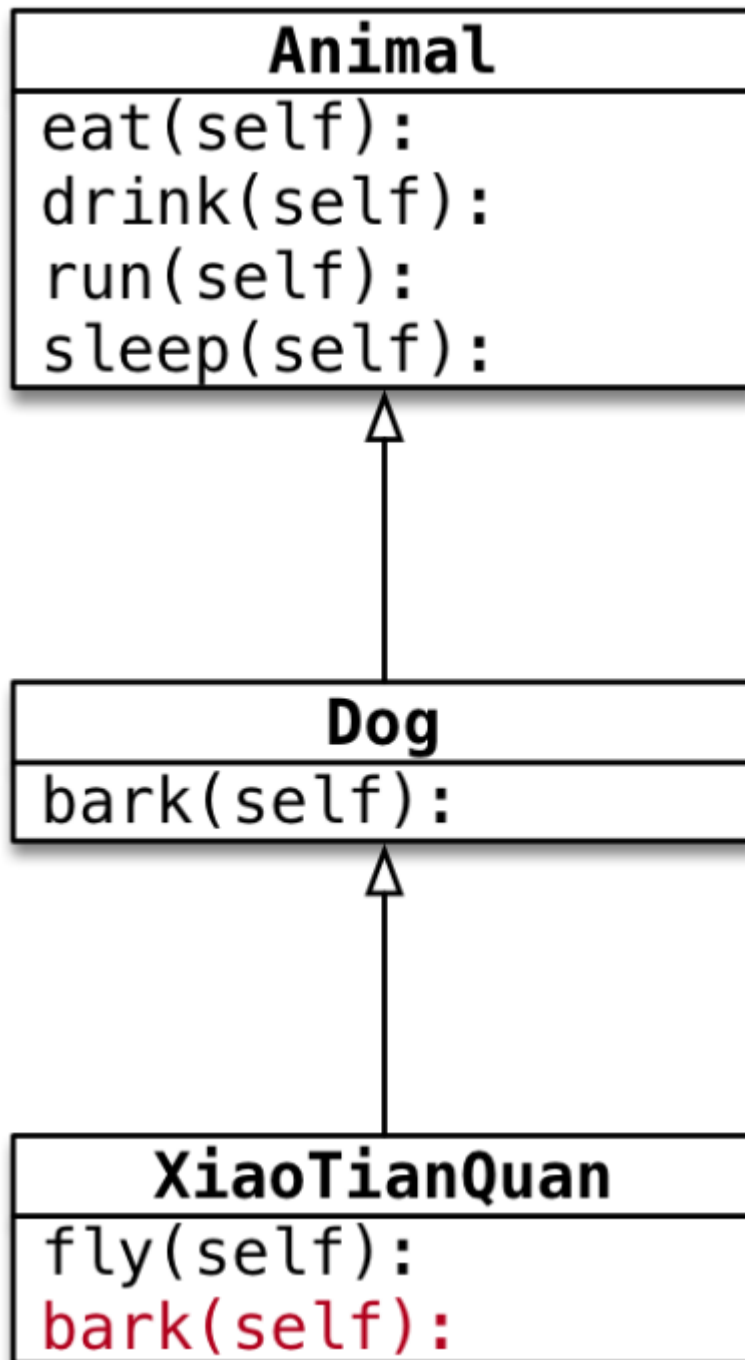 Animal
eat(self):
drink(self):
run(self):
sleep(self):
Dog
bark(self):
XiaoTianQuan
fly(self):
bark(self):